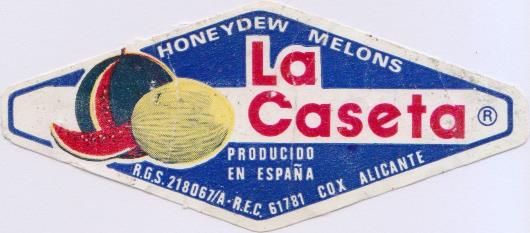 HONEYDEW MELONS
La
Caseta ®
PRODUCIDO
EN ESPAÑA
R.G.S. 218067/A - R.E.C. 61781 COX ALICANTE